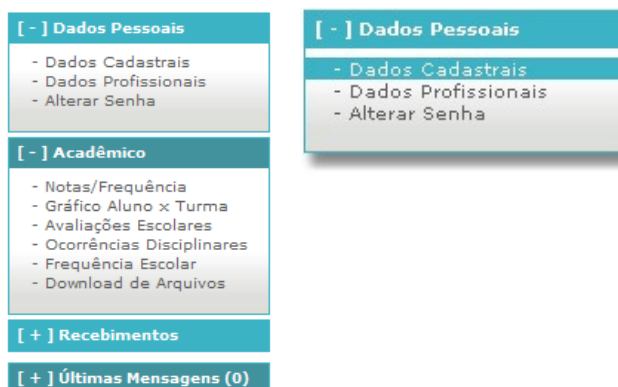 [ - ] Dados Pessoais
- Dados Cadastrais
- Dados Profissionais
- Alterar Senha
[ - ] Acadêmico
- Notas/Frequência
- Gráfico Aluno x Turma
- Avaliações Escolares
- Ocorrências Disciplinares
- Frequência Escolar
- Download de Arquivos
[ + ] Recebimentos
[ + ] Últimas Mensagens (0)
[ - ] Dados Pessoais
- Dados Cadastrais
- Dados Profissionais
- Alterar Senha